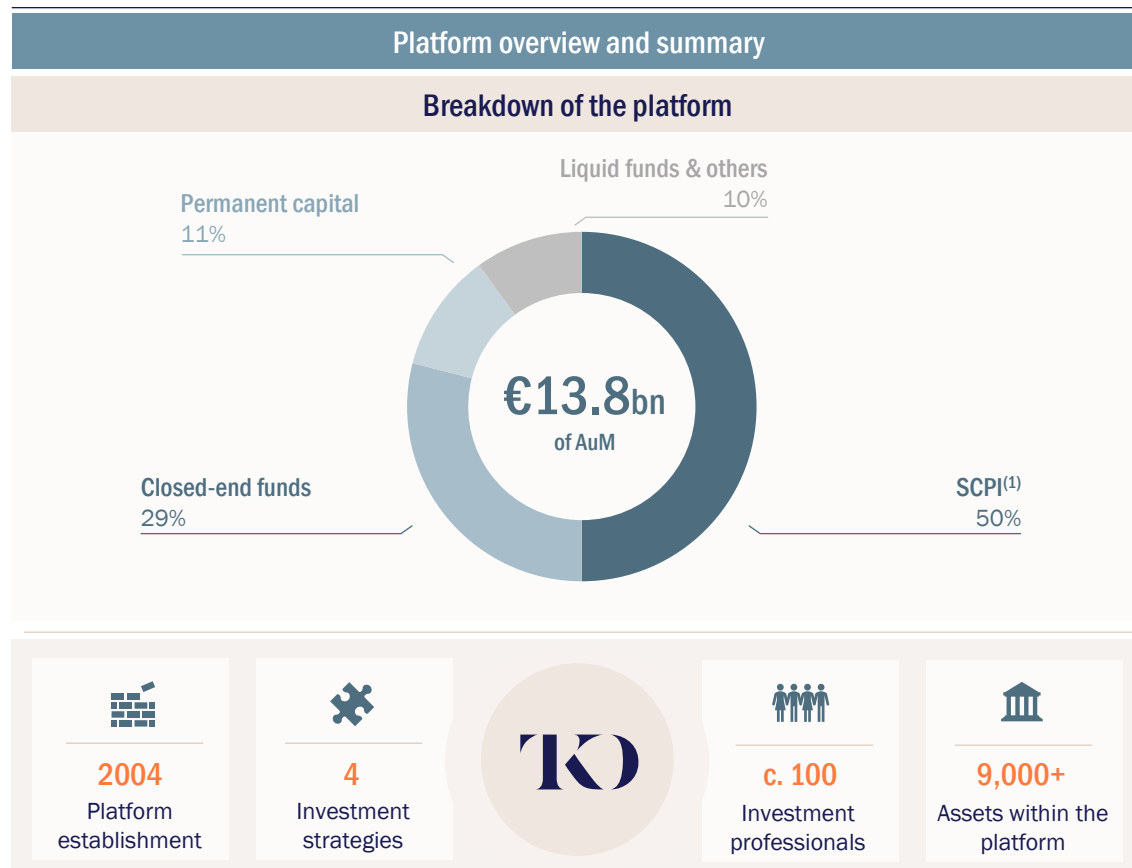 Platform overview and summary
Breakdown of the platform
Liquid funds & others
10%
Permanent capital
11%
€13.8bn
of AuM
Closed-end funds
29%
SCPI(1)
50%
2004
Platform
establishment
4
Investment
strategies
TKO
c. 100
Investment
professionals
9,000+
Assets within the
platform